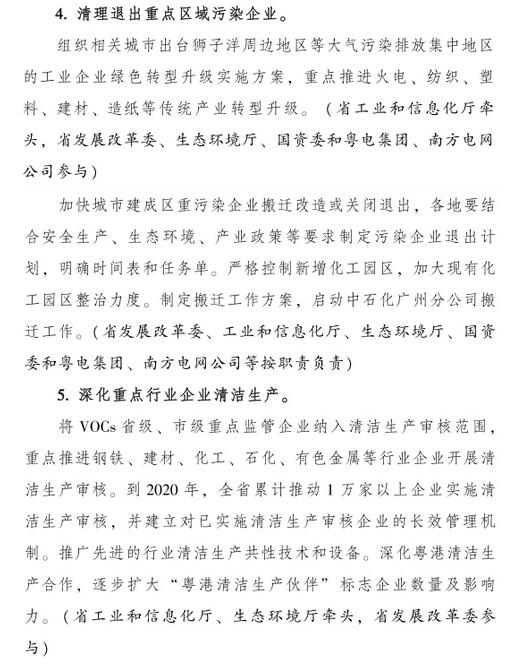 4. 清理退出重点区域污染企业。
组织相关城市出台狮子洋周边地区等大气污染排放集中地区
的工业企业绿色转型升级实施方案，重点推进火电、纺织、塑
料、建材、造纸等传统产业转型升级。（省工业和信息化厅牵
头，省发展改革委、生态环境厅、国资委和粤电集团、南方电网
公司参与）
加快城市建成区重污染企业搬迁改造或关闭退出，各地要结
合安全生产、生态环境、产业政策等要求制定污染企业退出计
划，明确时间表和任务单。严格控制新增化工园区，加大现有化
工园区整治力度。制定搬迁工作方案，启动中石化广州分公司搬
迁工作。（省发展改革委、工业和信息化厅、生态环境厅、国资
委和粤电集团、南方电网公司等按职责负责）
5. 深化重点行业企业清洁生产。
将 VOCs 省级、市级重点监管企业纳入清洁生产审核范围，
重点推进钢铁、建材、化工、石化、有色金属等行业企业开展清
洁生产审核。到 2020 年，全省累计推动 1 万家以上企业实施清
洁生产审核，并建立对已实施清洁生产审核企业的长效管理机
制。推广先进的行业清洁生产共性技术和设备。深化粤港清洁生
产合作，逐步扩大“粤港清洁生产伙伴”标志企业数量及影响
力。（省工业和信息化厅、生态环境厅牵头，省发展改革委参
与）